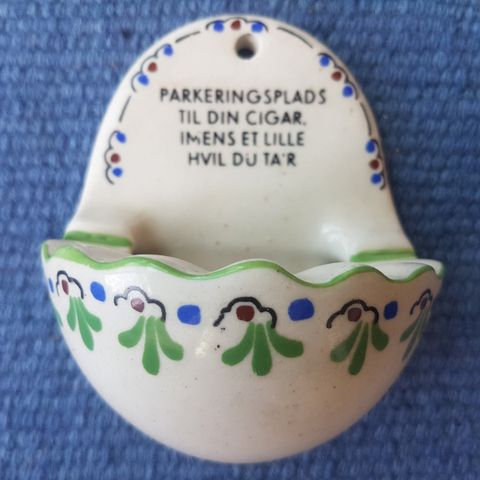 PARKERINGSPLADS
TIL DIN CIGAR,
IMENS ET LILLE
HVIL DU TA'R